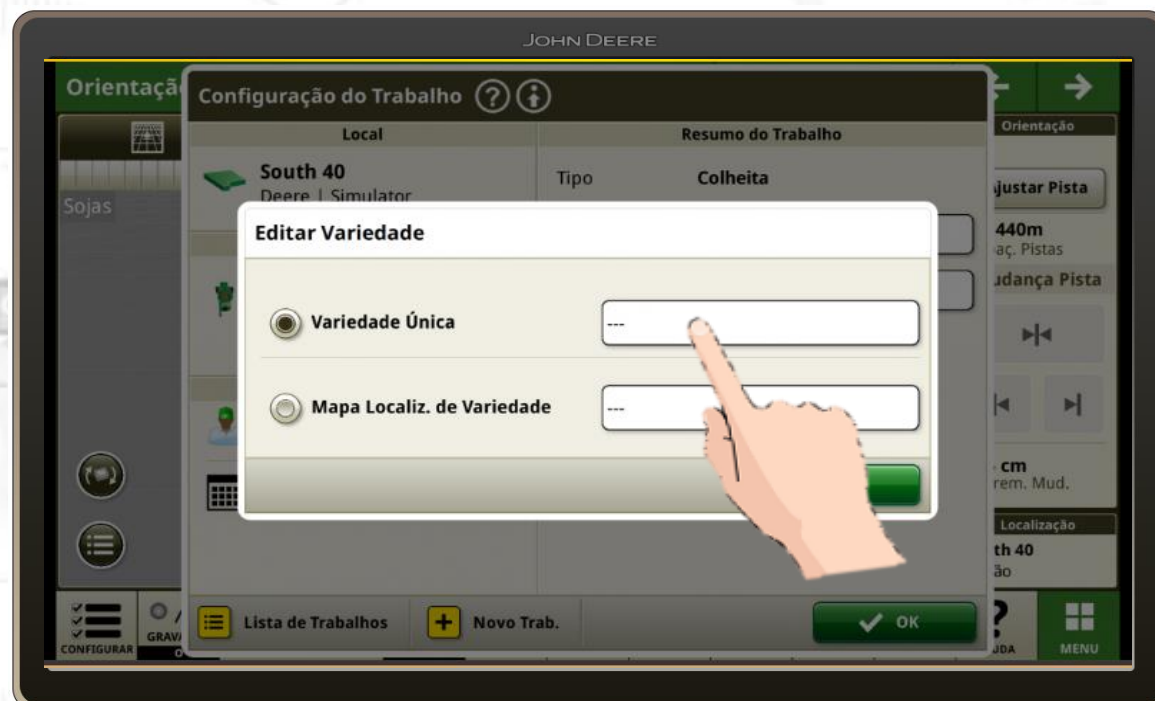 JOHN DEERE
Orientaçã
Configuração do Trabalho
Local
Resumo do Trabalho
Orientação
South 40
Deere | Simulator
Tipo
Colheita
Sojas
justar Pista
Editar Variedade
440m
aç. Pistas
udança Pista
Variedade Única
---
Mapa Localiz. de Variedade
---
cm
rem. Mud.
Localização
th 40
ão
Lista de Trabalhos
Novo Trab.
OK
CONFIGURAR
GRAVA
UDA
MENU